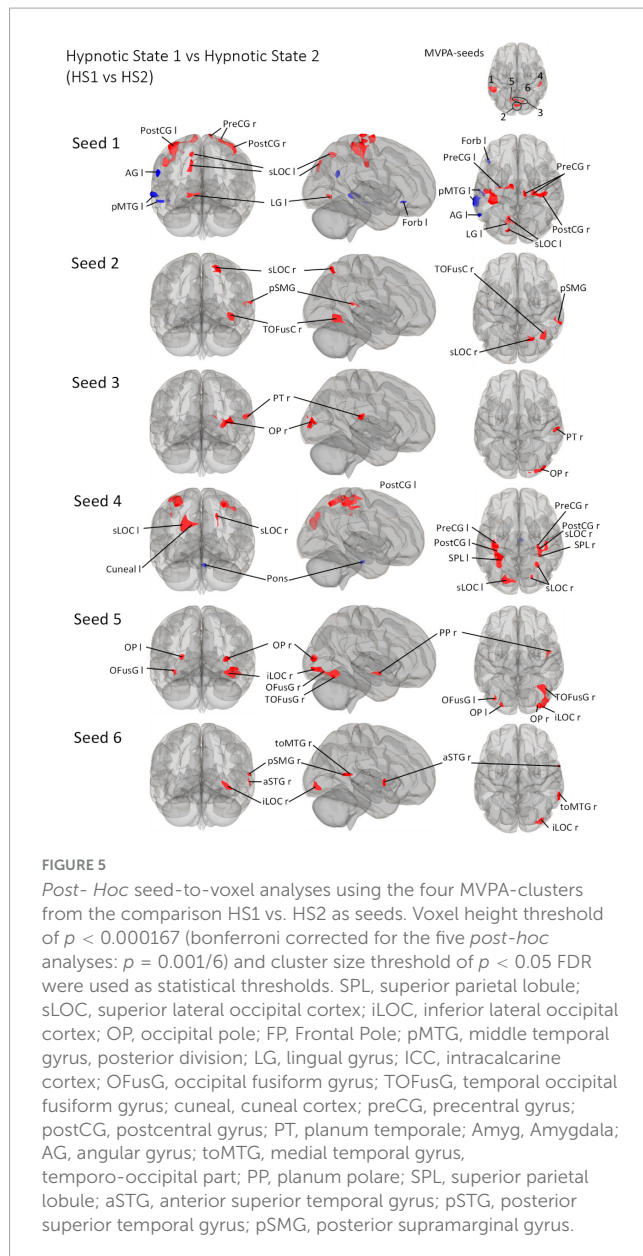 Hypnotic State 1 vs Hypnotic State 2
(HS1 vs HS2)
MVPA-seeds
1
5
4
6
2
3
Seed 1
PostCG l
PreCG r
PostCG r
AG l
sLOC l
pMTG l
LG l
Forb l
Forb l
PreCG l
PreCG r
pMTG l
AG l
PostCG r
LG l
sLOC l
Seed 2
sLOC r
pSMG
TOFusC r
TOFusC r
pSMG
sLOC r
Seed 3
PT r
OP r
PT r
OP r
Seed 4
PostCG l
sLOC l
sLOC r
Cuneal l
Pons
PreCG r
PreCG l
PostCG r
sLOC r
PostCG l
SPL l
SPL r
sLOC l
sLOC r
Seed 5
OP l
OP r
PP r
OFusG l
iLOC r
OFusG r
TOFusG r
OFusG l
TOFusG r
OP l
OP r
iLOC r
Seed 6
toMTG r
pSMG r
aSTG r
aSTG r
iLOC r
toMTG r
iLOC r
FIGURE 5
Post- Hoc seed-to-voxel analyses using the four MVPA-clusters
from the comparison HS1 vs. HS2 as seeds. Voxel height threshold
of p < 0.000167 (bonferroni corrected for the five post-hoc
analyses: p = 0.001/6) and cluster size threshold of p < 0.05 FDR
were used as statistical thresholds. SPL, superior parietal lobule;
sLOC, superior lateral occipital cortex; iLOC, inferior lateral occipital
cortex; OP, occipital pole; FP, Frontal Pole; pMTG, middle temporal
gyrus, posterior division; LG, lingual gyrus; ICC, intracalcarine
cortex; OFusG, occipital fusiform gyrus; TOFusG, temporal occipital
fusiform gyrus; cuneal, cuneal cortex; preCG, precentral gyrus;
postCG, postcentral gyrus; PT, planum temporale; Amyg, Amygdala;
AG, angular gyrus; toMTG, medial temporal gyrus,
temporo-occipital part; PP, planum polare; SPL, superior parietal
lobule; aSTG, anterior superior temporal gyrus; pSTG, posterior
superior temporal gyrus; pSMG, posterior supramarginal gyrus.